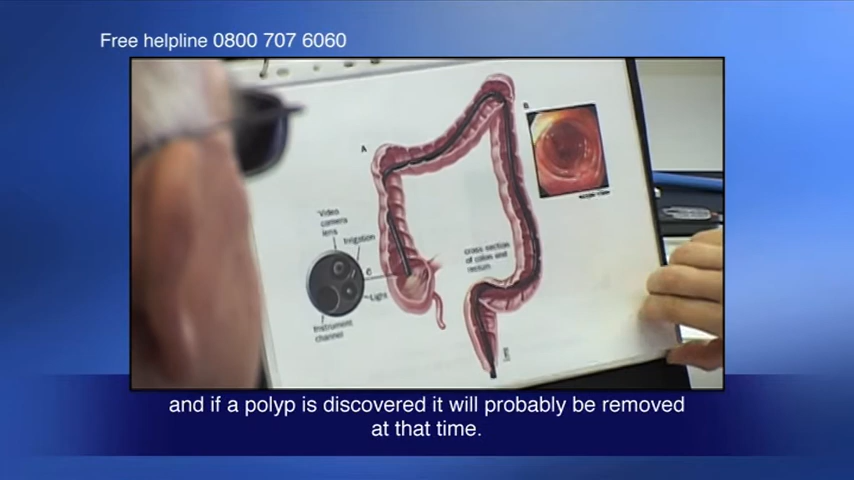 Free helpline 0800 707 6060
A
B
Video
camera
lens
Irrigation
C
Light
Instrument
channel
cross section
of colon and
rectum
and if a polyp is discovered it will probably be removed
at that time.